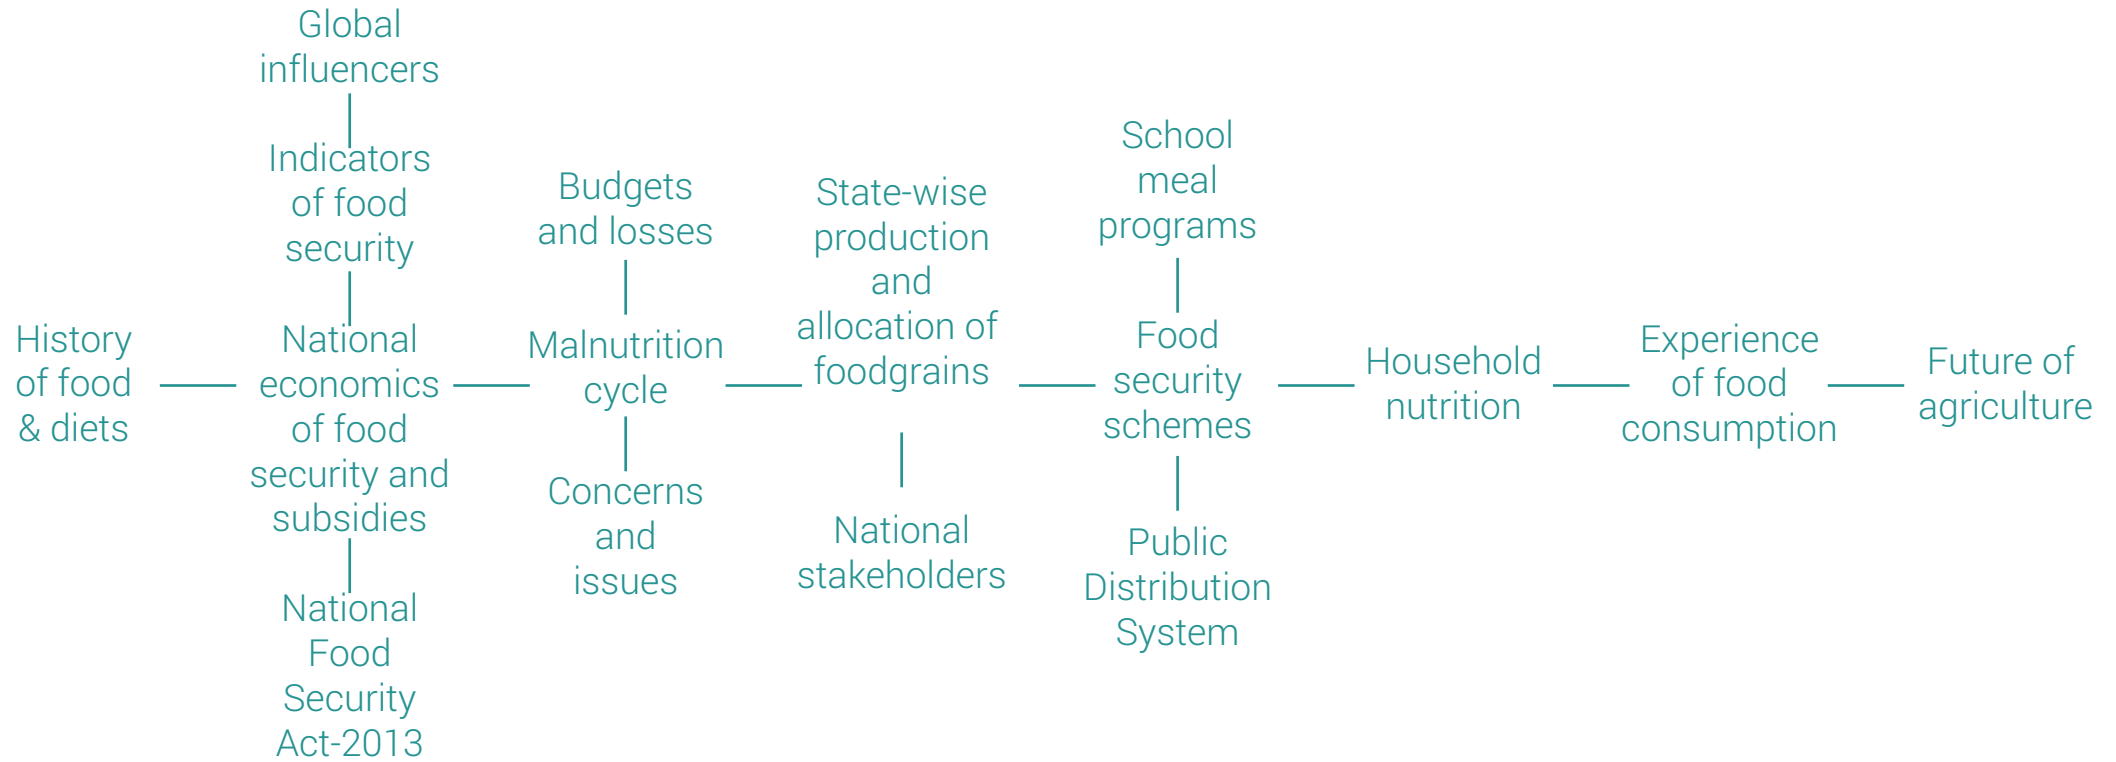 Global
influencers
Indicators
of food
security
History
of food
& diets
National
economics
of food
security and
subsidies
National
Food
Security
Act-2013
Budgets
and losses
Malnutrition
cycle
Concerns
and
issues
State-wise
production
and
allocation of
foodgrains
National
stakeholders
School
meal
programs
Food
security
schemes
Public
Distribution
System
Household
nutrition
Experience
of food
consumption
Future of
agriculture